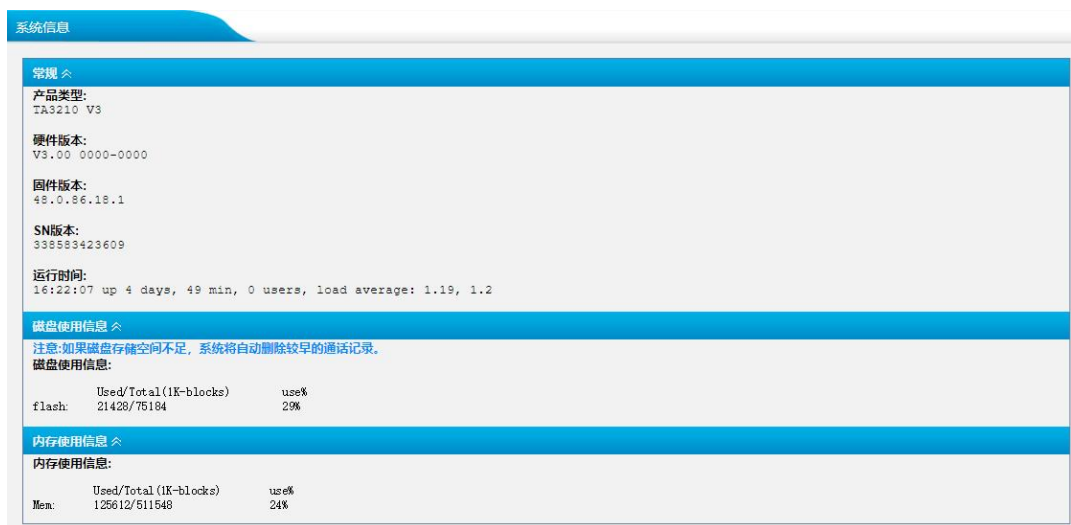 系统信息
常规
产品类型:
TA3210 V3
硬件版本:
V3.00 0000-0000
固件版本:
48.0.86.18.1
SN版本:
338583423609
运行时间:
16:22:07 up 4 days, 49 min, 0 users, load average: 1.19, 1.2
磁盘使用信息
注意:如果磁盘存储空间不足，系统将自动删除较早的通话记录。
磁盘使用信息:
Used/Total(1K-blocks) use%
flash: 21428/75184 29%
内存使用信息
内存使用信息:
Used/Total(1K-blocks) use%
Mem: 125612/511548 24%